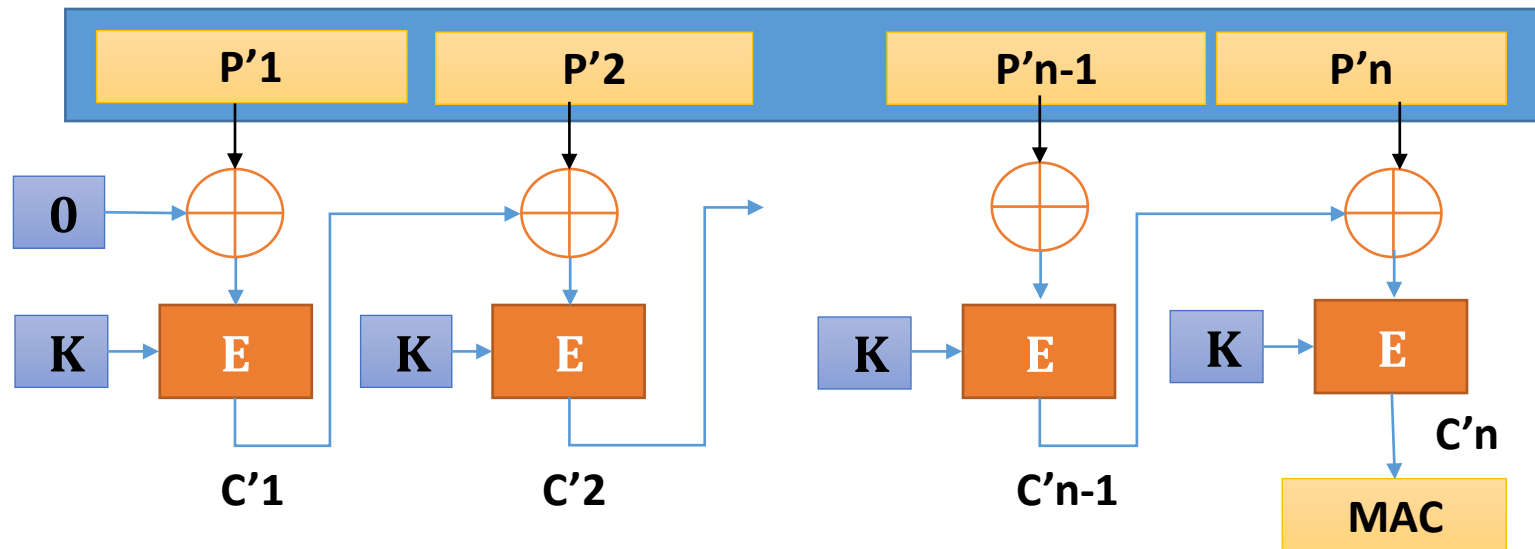 P’1 P’2 P’n-1 P’n
0
K E K E K E K E
C’n
C’1 C’2 C’n-1
MAC